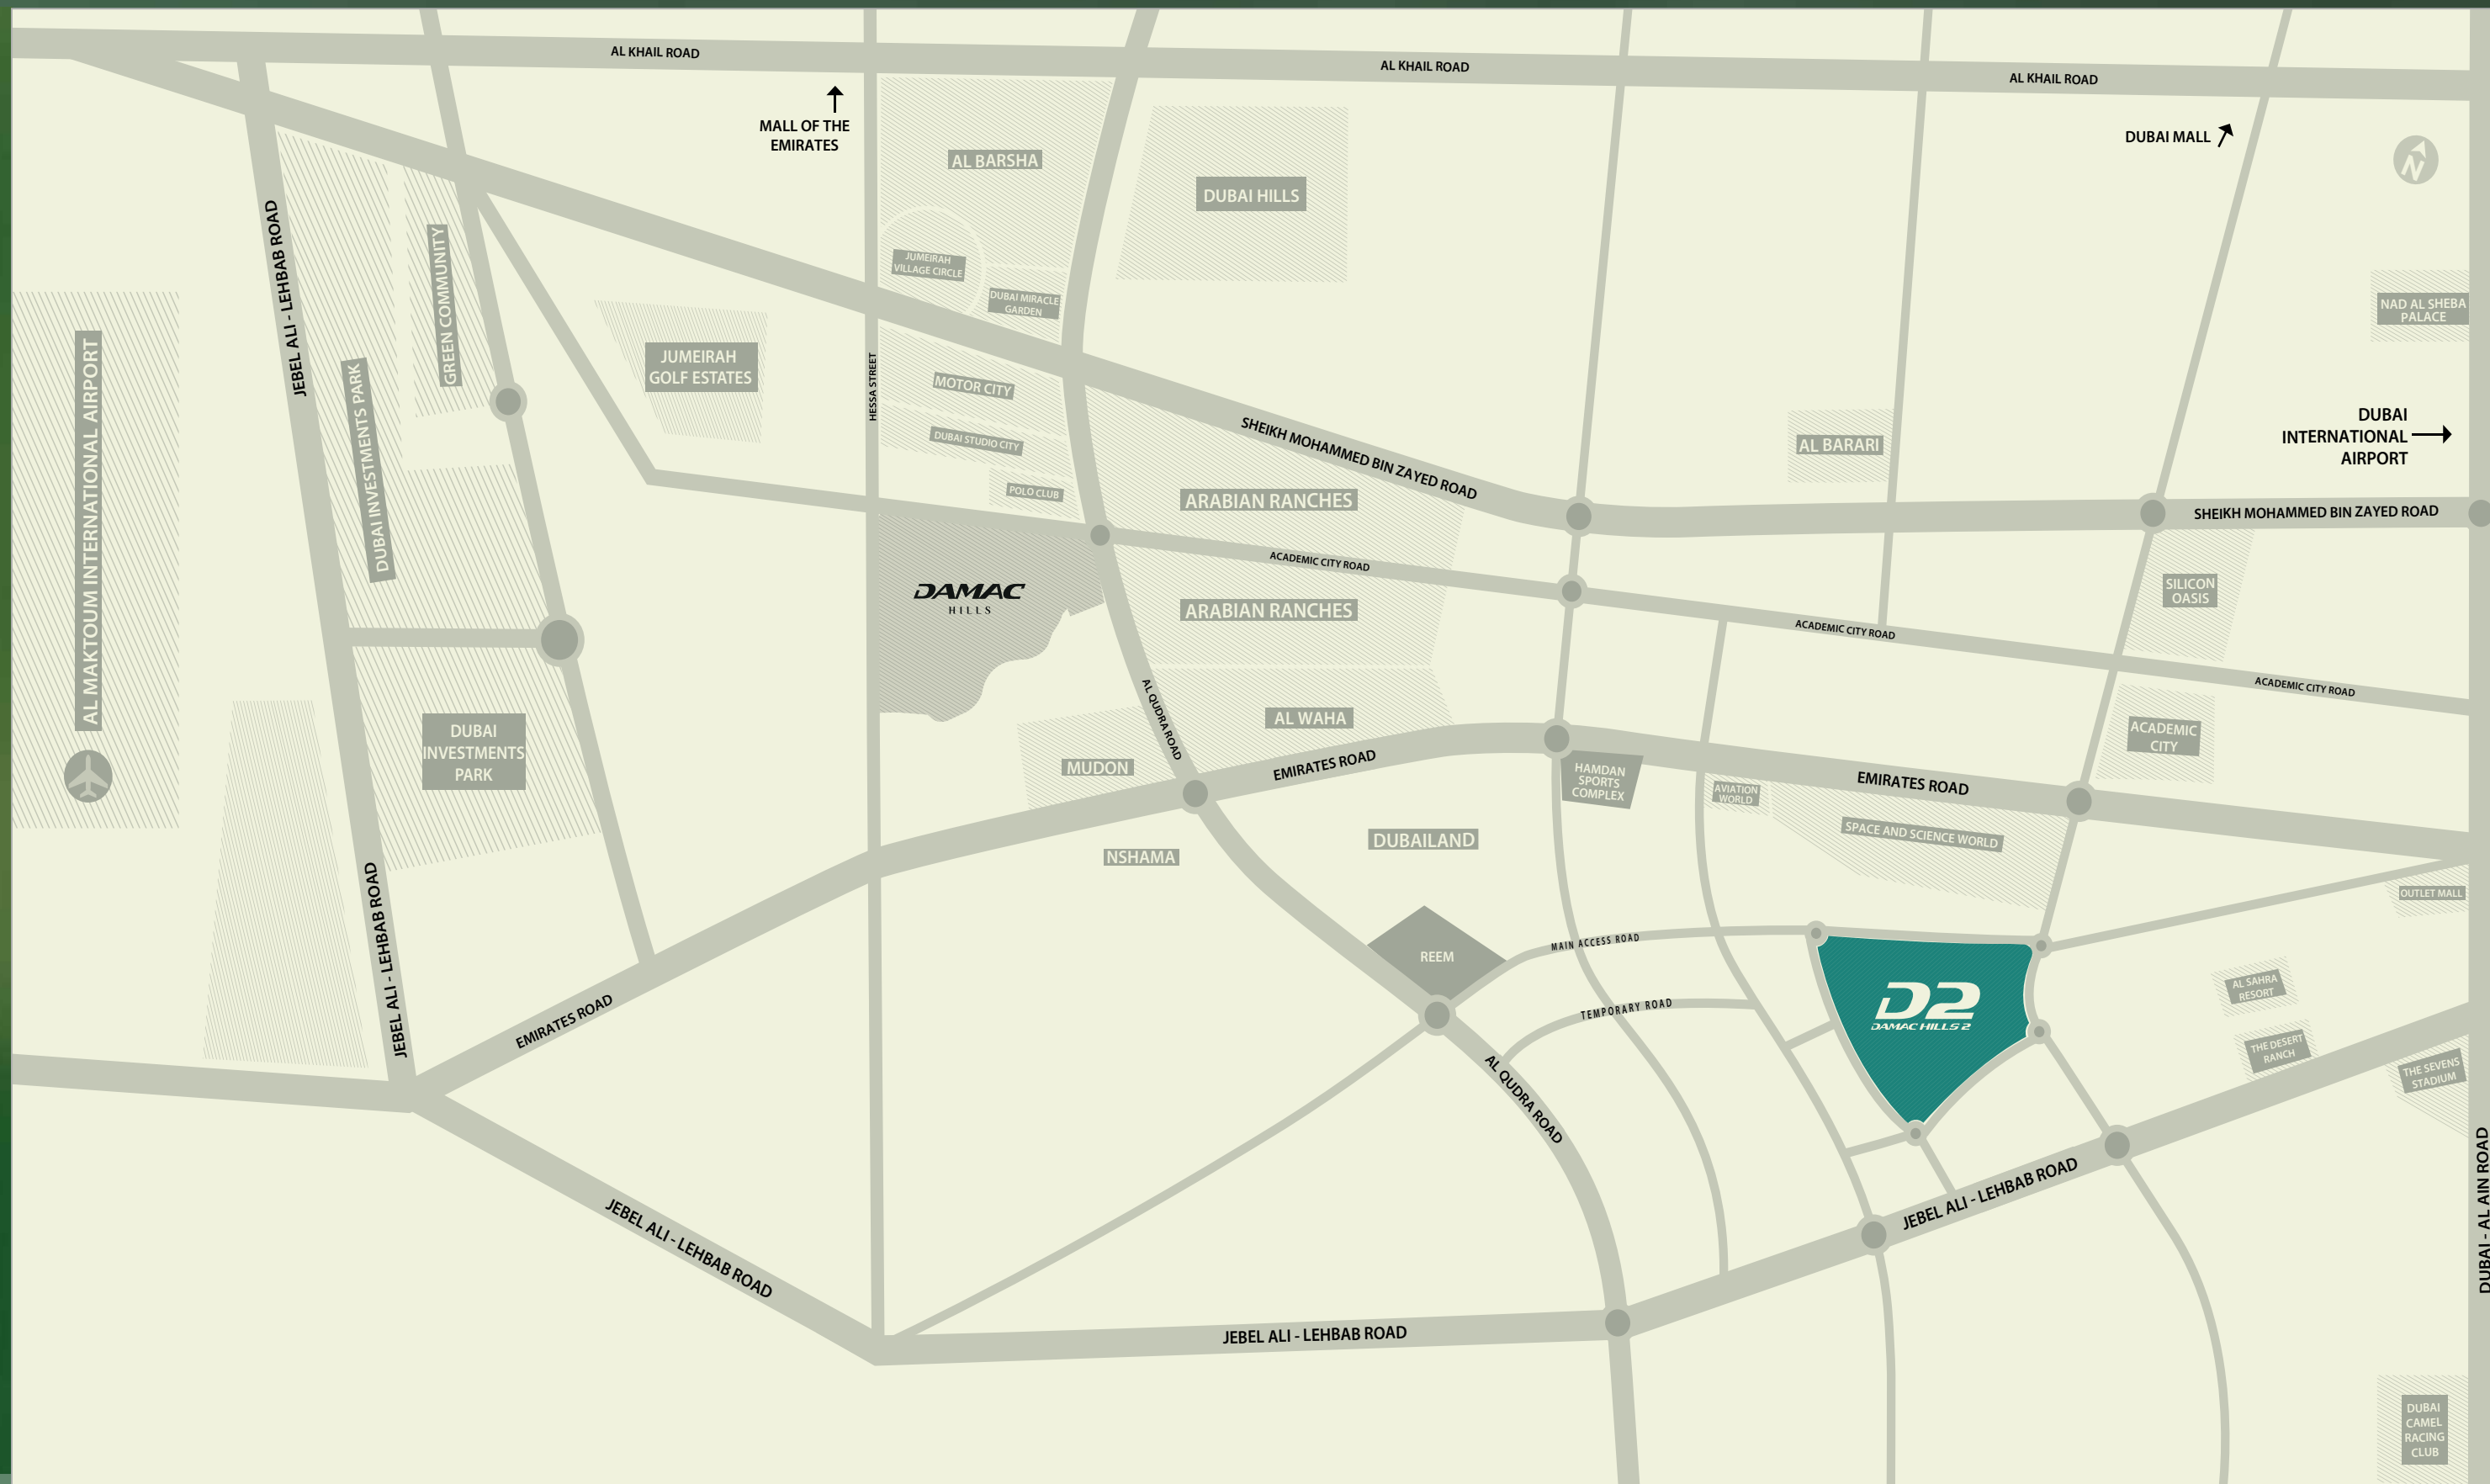 AL KHAIL ROAD
AL KHAIL ROAD
AL KHAIL ROAD
MALL OF THE
EMIRATES
DUBAI MALL
N
AL BARSHA
DUBAI HILLS
JEBEL ALI - LEHBAB ROAD
GREEN COMMUNITY
JUMEIRAH
VILLAGE CIRCLE
DUBAI MIRACLE
GARDEN
NAD AL SHEBA
PALACE
AL MAKTOUM INTERNATIONAL AIRPORT
DUBAI INVESTMENTS PARK
JUMEIRAH
GOLF ESTATES
HESSA STREET
MOTOR CITY
DUBAI STUDIO CITY
POLO CLUB
SHEIKH MOHAMMED BIN ZAYED ROAD
AL BARARI
DUBAI
INTERNATIONAL
AIRPORT
ARABIAN RANCHES
SHEIKH MOHAMMED BIN ZAYED ROAD
ACADEMIC CITY ROAD
DAMAC
HILLS
ARABIAN RANCHES
SILICON
OASIS
ACADEMIC CITY ROAD
ACADEMIC CITY ROAD
AL QUDRA ROAD
AL WAHA
ACADEMIC
CITY
DUBAI
INVESTMENTS
PARK
MUDON
EMIRATES ROAD
HAMDAN
SPORTS
COMPLEX
AVIATION
WORLD
EMIRATES ROAD
SPACE AND SCIENCE WORLD
DUBAILAND
NSHAMA
OUTLET MALL
JEBEL ALI - LEHBAB ROAD
REEM
MAIN ACCESS ROAD
TEMPORARY ROAD
D2
DAMAC HILLS 2
AL SAHRA
RESORT
THE DESERT
RANCH
THE SEVENS
STADIUM
EMIRATES ROAD
AL QUDRA ROAD
JEBEL ALI - LEHBAB ROAD
JEBEL ALI - LEHBAB ROAD
JEBEL ALI - LEHBAB ROAD
DUBAI - AL AIN ROAD
DUBAI
CAMEL
RACING
CLUB